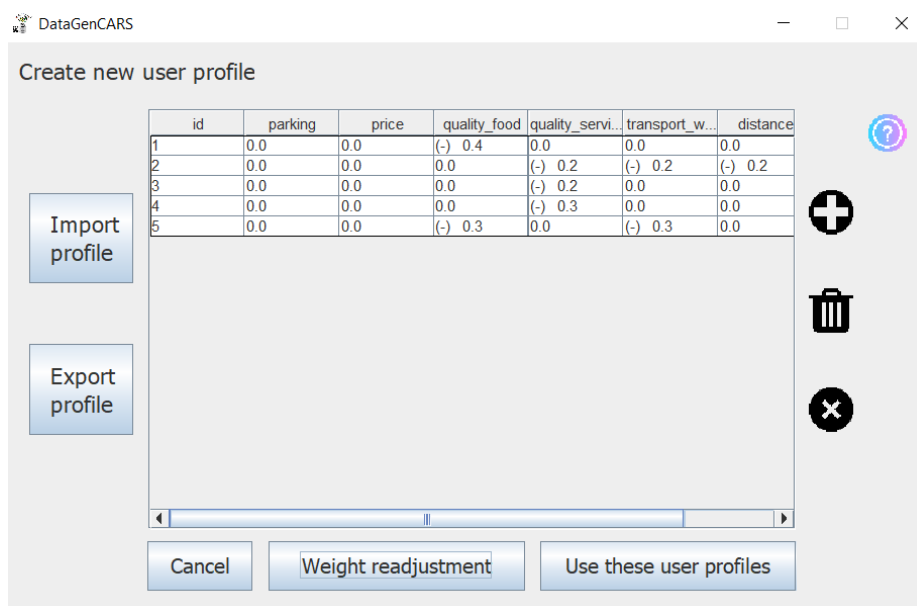 DataGenCARS
Create new user profile
id parking price quality_food quality_servi... transport_w... distance
1 0.0 0.0 (-) 0.4 0.0 0.0 0.0
2 0.0 0.0 0.0 (-) 0.2 (-) 0.2 (-) 0.2
3 0.0 0.0 0.0 (-) 0.2 0.0 0.0
4 0.0 0.0 0.0 (-) 0.3 0.0 0.0
5 0.0 0.0 (-) 0.3 0.0 (-) 0.3 0.0
Import
profile
Export
profile
Cancel Weight readjustment Use these user profiles